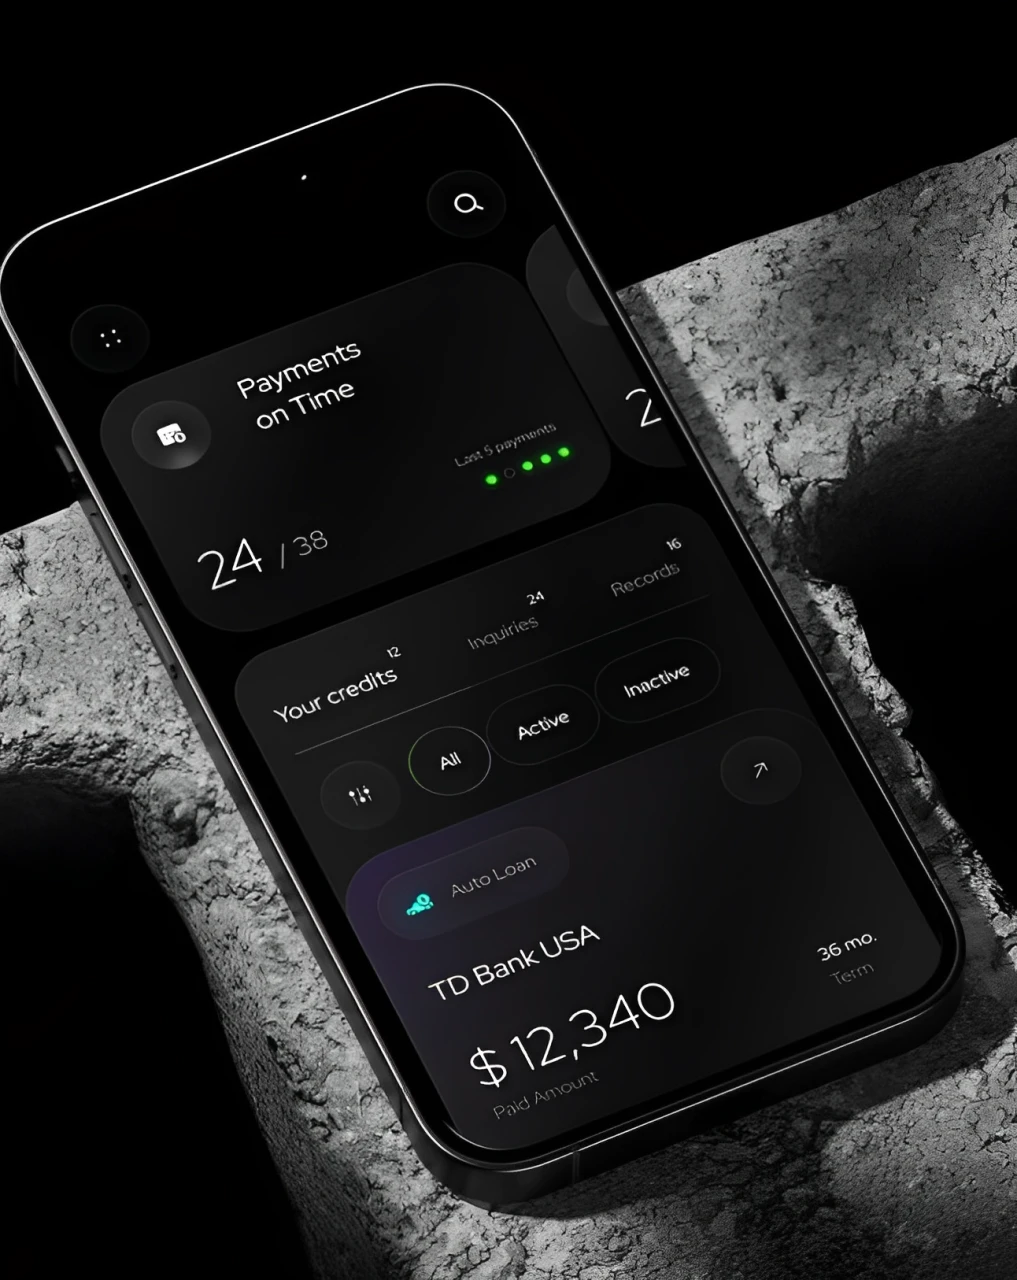 Payments
on Time
Last 5 payments
24 / 38
2
Your credits 12
Inquiries 24
Records 16
All
Active
Inactive
Auto Loan
TD Bank USA
$ 12,340
Paid Amount
36 mo.
Term